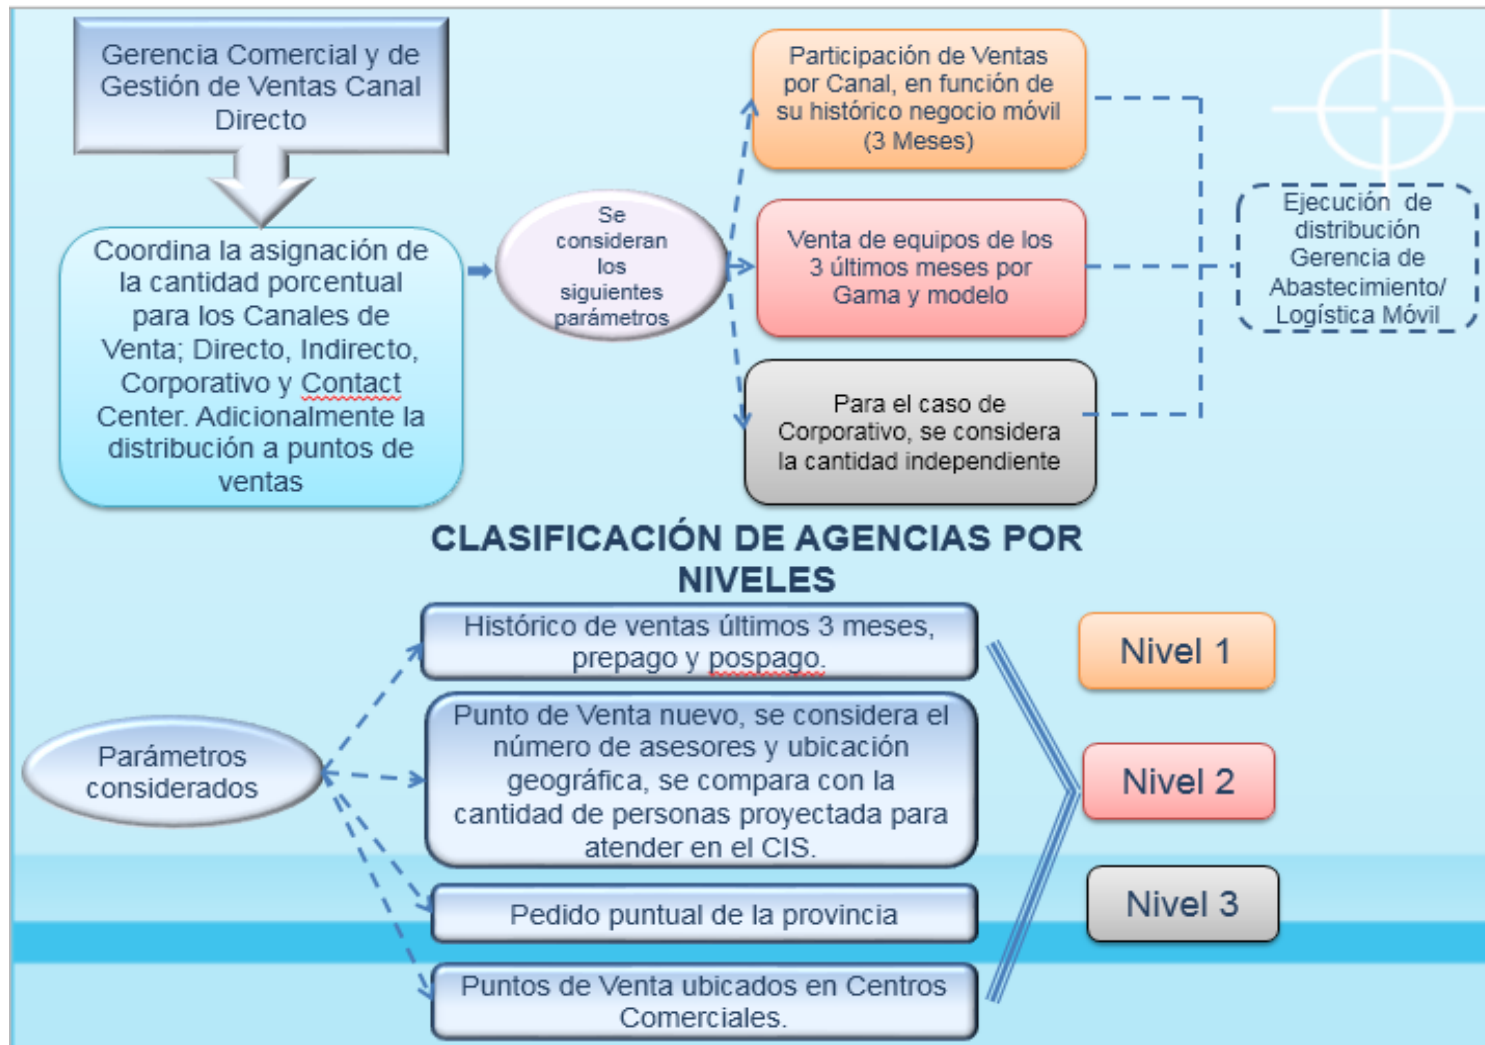 Gerencia Comercial y de
Gestión de Ventas Canal
Directo
Coordina la asignación de
la cantidad porcentual
para los Canales de
Venta; Directo, Indirecto,
Corporativo y Contact
Center. Adicionalmente la
distribución a puntos de
ventas
Se
consideran
los
siguientes
parámetros
Participación de Ventas
por Canal, en función de
su histórico negocio móvil
(3 Meses)
Venta de equipos de los
3 últimos meses por
Gama y modelo
Para el caso de
Corporativo, se considera
la cantidad independiente
Ejecución de
distribución
Gerencia de
Abastecimiento/
Logística Móvil
CLASIFICACIÓN DE AGENCIAS POR
NIVELES
Parámetros
considerados
Histórico de ventas últimos 3 meses,
prepago y pospago.
Punto de Venta nuevo, se considera el
número de asesores y ubicación
geográfica, se compara con la
cantidad de personas proyectada para
atender en el CIS.
Pedido puntual de la provincia
Puntos de Venta ubicados en Centros
Comerciales.
Nivel 1
Nivel 2
Nivel 3